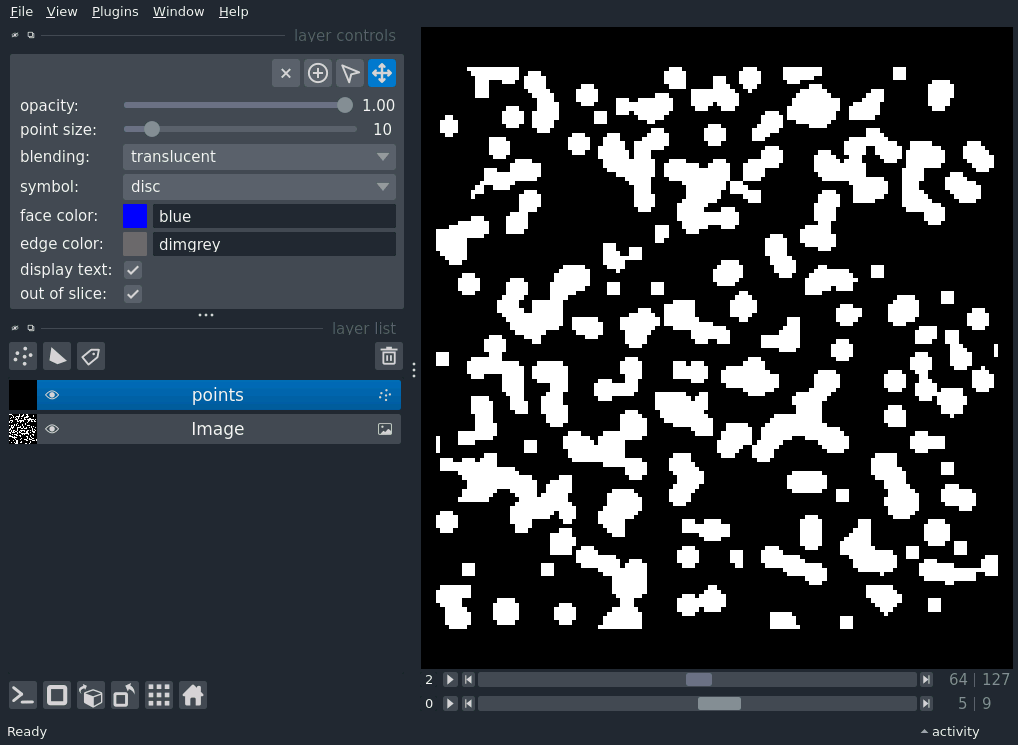 File View Plugins Window Help
layer controls
opacity: 1.00
point size: 10
blending: translucent
symbol: disc
face color: blue
edge color: dimgrey
display text:
out of slice:
layer list
points
Image
2 64 | 127
0 5 | 9
Ready activity